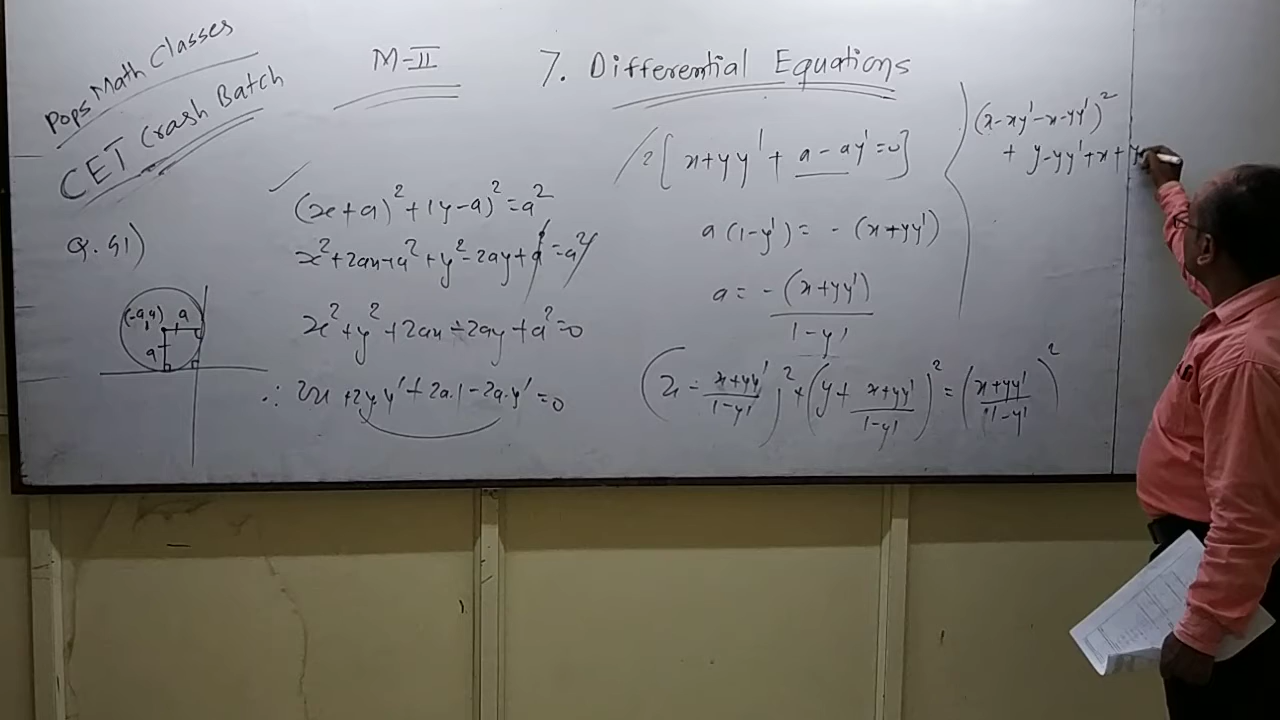 Pops Math Classes
CET Crash Batch
M-II
7. Differential Equations
Q. 51)
(-a,a) a
a
(x+a)² + (y-a)² = a²
x²+2ax+a²+y²-2ay+a²=a²
x²+y²+2ax-2ay+a²=0
∴ 2x+2y.y'+2a.1-2a.y'=0
2[x+yy'+a-ay'=0]
a(1-y') = -(x+yy')
a = -(x+yy')/1-y'
(x - x+yy'/1-y')² + (y + x+yy'/1-y')² = (x+yy'/1-y')²
(x-xy'-x-yy')²
+ y-yy'+x+y